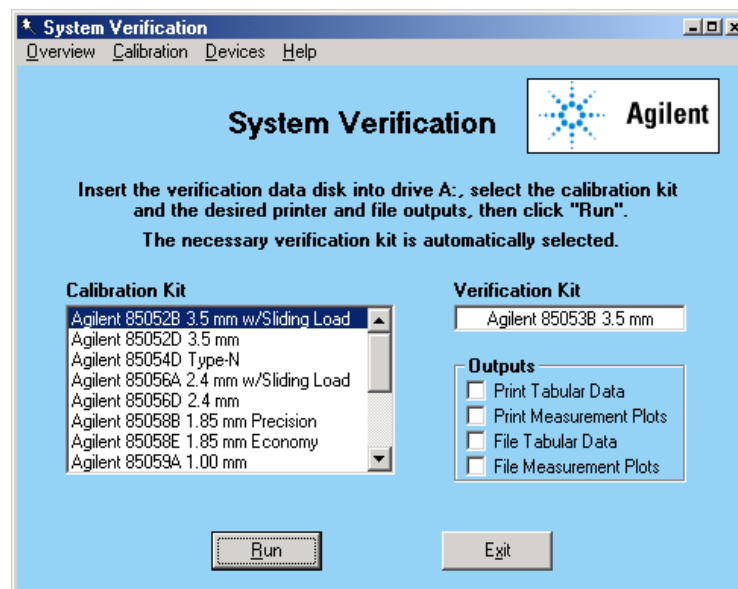 System Verification
Overview Calibration Devices Help
System Verification
Agilent
Insert the verification data disk into drive A:, select the calibration kit
and the desired printer and file outputs, then click "Run".
The necessary verification kit is automatically selected.
Calibration Kit
Agilent 85052B 3.5 mm w/Sliding Load
Agilent 85052D 3.5 mm
Agilent 85054D Type-N
Agilent 85056A 2.4 mm w/Sliding Load
Agilent 85056D 2.4 mm
Agilent 85058B 1.85 mm Precision
Agilent 85058E 1.85 mm Economy
Agilent 85059A 1.00 mm
Verification Kit
Agilent 85053B 3.5 mm
Outputs
Print Tabular Data
Print Measurement Plots
File Tabular Data
File Measurement Plots
Run
Exit